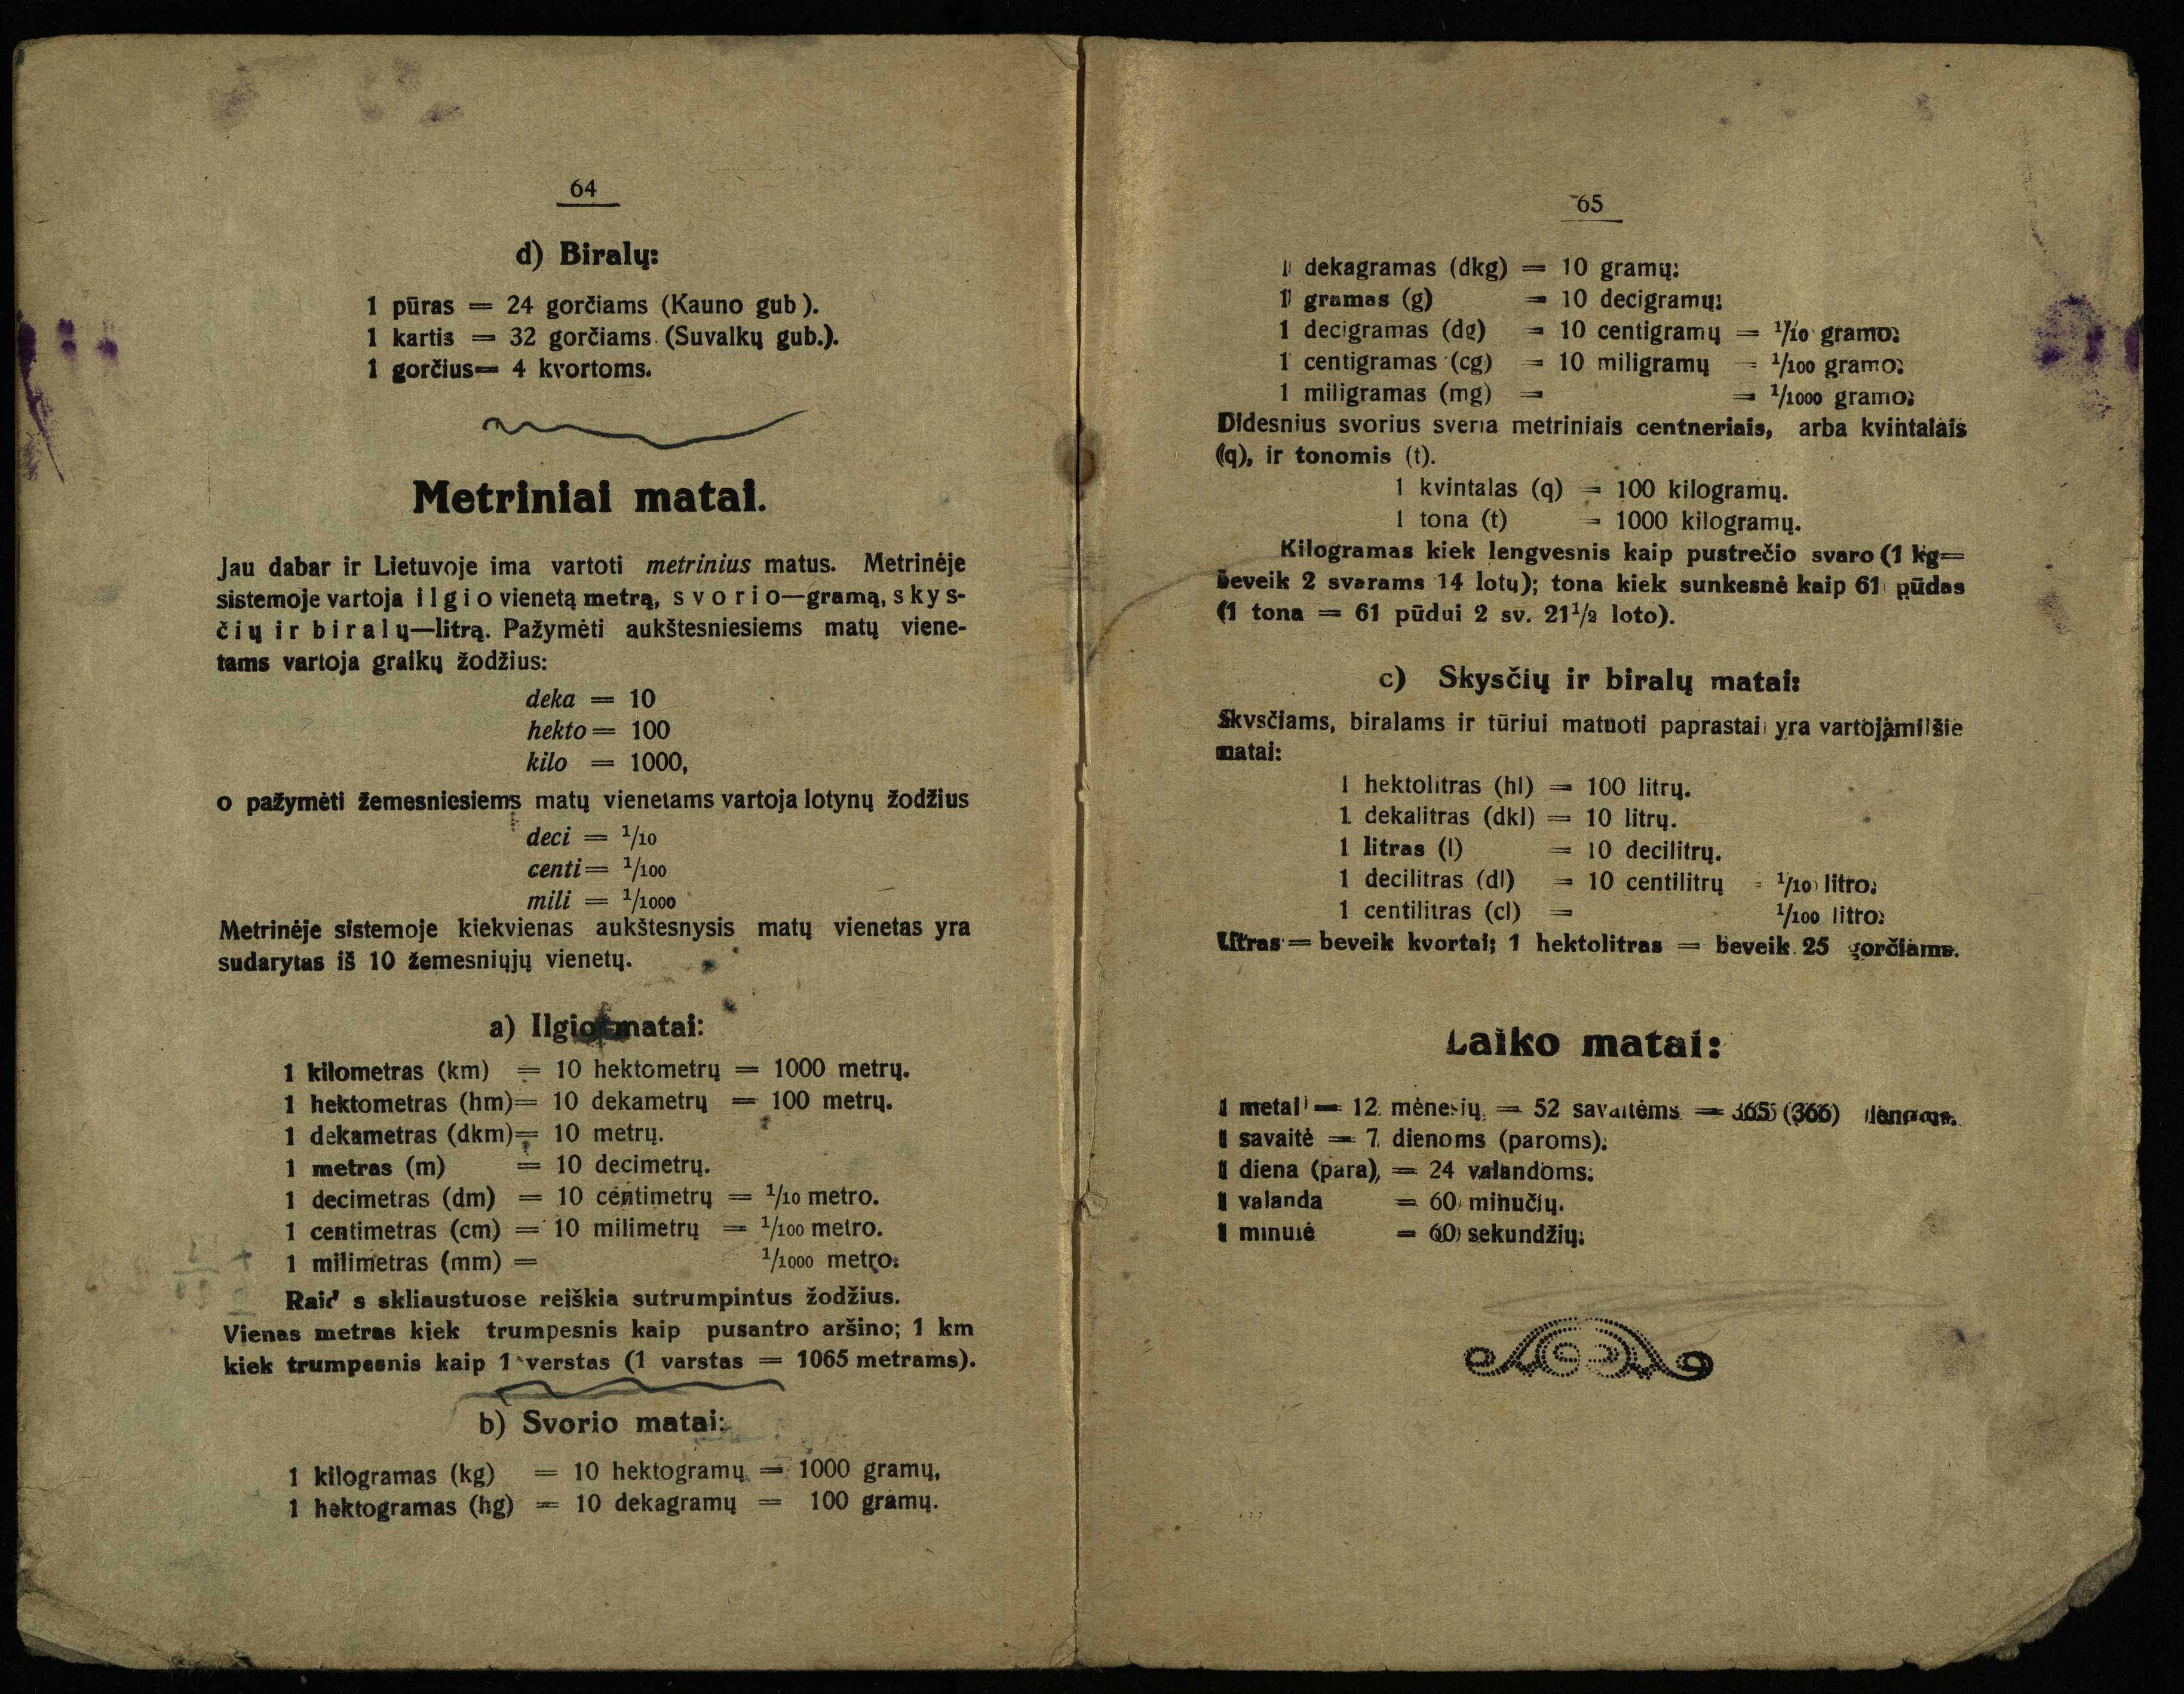 64
d) Biralų:
1 pūras = 24 gorčiams (Kauno gub).
1 kartis = 32 gorčiams (Suvalkų gub.).
1 gorčius= 4 kvortoms.
Metriniai matai.
Jau dabar ir Lietuvoje ima vartoti metrinius matus. Metrinėje
sistemoje vartoja ilgio vienetą metrą, svorio—gramą, skys-
čių ir biralų—litrą. Pažymėti aukštesniesiems matų viene-
tams vartoja graikų žodžius:
deka = 10
hekto = 100
kilo = 1000,
o pažymėti žemesniesiems matų vienetams vartoja lotynų žodžius
deci = 1/10
centi = 1/100
mili = 1/1000
Metrinėje sistemoje kiekvienas aukštesnysis matų vienetas yra
sudarytas iš 10 žemesniųjų vienetų.
a) Ilgio matai:
1 kilometras (km) = 10 hektometrų = 1000 metrų.
1 hektometras (hm)= 10 dekametrų = 100 metrų.
1 dekametras (dkm)= 10 metrų.
1 metras (m) = 10 decimetrų.
1 decimetras (dm) = 10 centimetrų = 1/10 metro.
1 centimetras (cm) = 10 milimetrų = 1/100 metro.
1 milimetras (mm) = 1/1000 metro.
s skliaustuose reiškia sutrumpintus žodžius.
Vienas metras kiek trumpesnis kaip pusantro aršino; 1 km
kiek trumpesnis kaip 1 verstas (1 varstas = 1065 metrams).
b) Svorio matai:
1 kilogramas (kg) = 10 hektogramų = 1000 gramų,
1 hektogramas (hg) = 10 dekagramų = 100 gramų.
65
1 dekagramas (dkg) = 10 gramų;
1 gramas (g) = 10 decigramų;
1 decigramas (dg) = 10 centigramų = 1/10 gramo;
1 centigramas (cg) = 10 miligramų = 1/100 gramo;
1 miligramas (mg) = = 1/1000 gramo;
Didesnius svorius sveria metriniais centneriais, arba kvintalais
(q), ir tonomis (t).
1 kvintalas (q) = 100 kilogramų.
1 tona (t) = 1000 kilogramų.
Kilogramas kiek lengvesnis kaip pustrečio svaro (1 kg=
beveik 2 svarams 14 lotų); tona kiek sunkesnė kaip 61 pūdas
(1 tona = 61 pūdui 2 sv. 21 1/2 loto).
c) Skysčių ir biralų matai:
Skysčiams, biralams ir tūriui matuoti paprastai yra vartojami šie
matai:
1 hektolitras (hl) = 100 litrų.
1 dekalitras (dkl) = 10 litrų.
1 litras (l) = 10 decilitrų.
1 decilitras (dl) = 10 centilitrų = 1/10 litro;
1 centilitras (cl) = 1/100 litro;
Litras = beveik kvortai; 1 hektolitras = beveik 25 gorčiams.
Laiko matai:
1 metai = 12 mėnesių = 52 savaitėms = 365 (366) dienoms.
1 savaitė = 7 dienoms (paroms).
1 diena (para) = 24 valandoms.
1 valanda = 60 minučių.
1 minutė = 60 sekundžių.